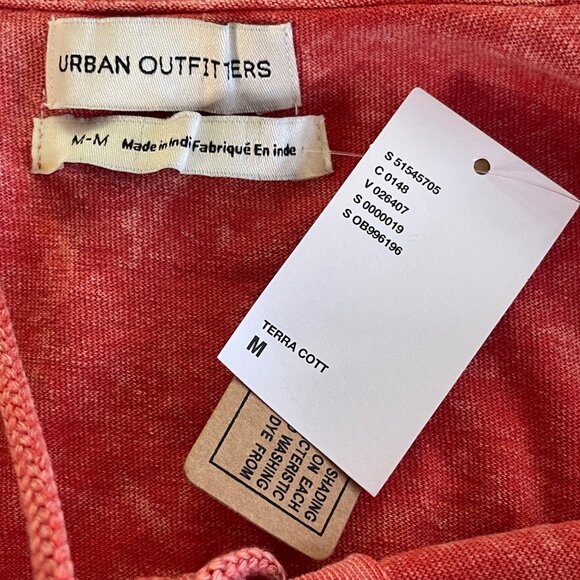 URBAN OUTFITTERS
M-M Made in Indi Fabriqué En inde
S 51545705
C 0148
V 026407
S 0000019
S OB996196
TERRA COTT
M
SHADING
ON EACH
CTERISTIC
WASHING
DYE FROM